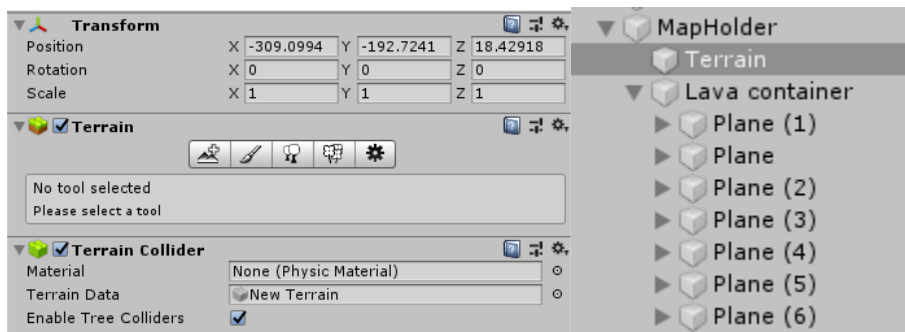 Transform
Position X -309.0994 Y -192.7241 Z 18.42918
Rotation X 0 Y 0 Z 0
Scale X 1 Y 1 Z 1
Terrain
No tool selected
Please select a tool
Terrain Collider
Material None (Physic Material)
Terrain Data New Terrain
Enable Tree Colliders
MapHolder
Terrain
Lava container
Plane (1)
Plane
Plane (2)
Plane (3)
Plane (4)
Plane (5)
Plane (6)